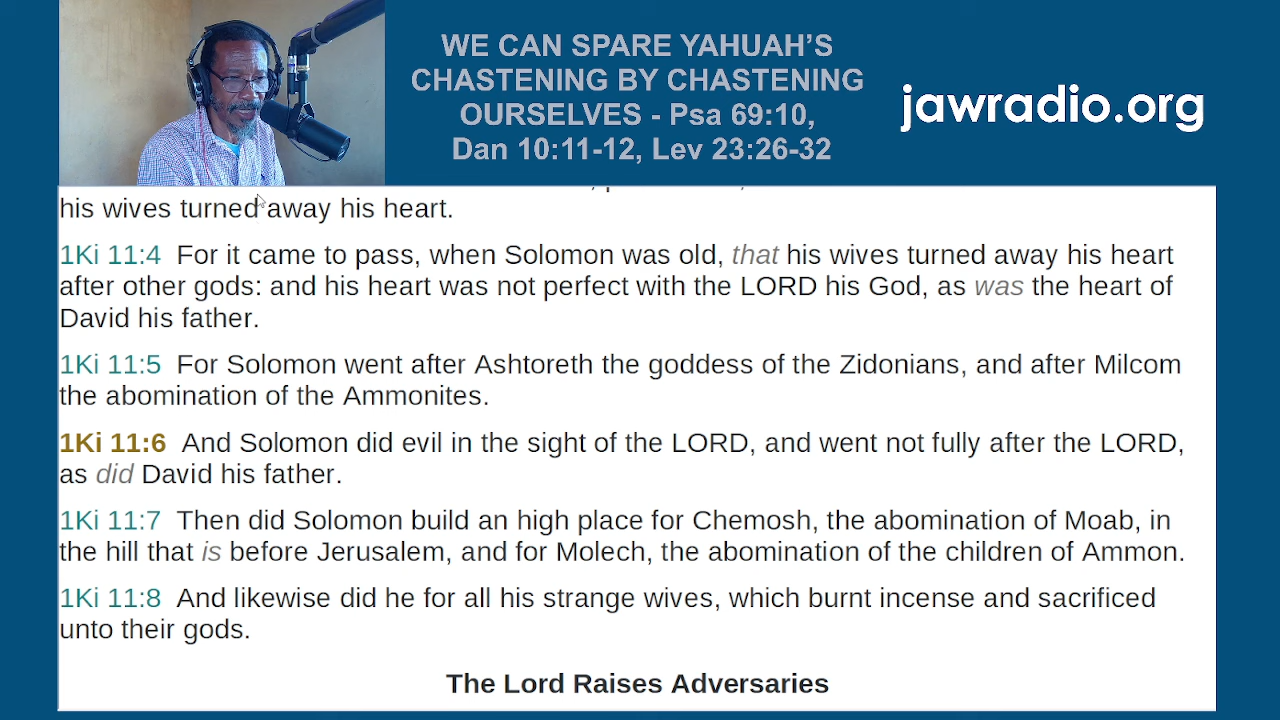 WE CAN SPARE YAHUAH’S
CHASTENING BY CHASTENING
OURSELVES - Psa 69:10,
Dan 10:11-12, Lev 23:26-32
jawradio.org
his wives turned away his heart.
1Ki 11:4 For it came to pass, when Solomon was old, that his wives turned away his heart
after other gods: and his heart was not perfect with the LORD his God, as was the heart of
David his father.
1Ki 11:5 For Solomon went after Ashtoreth the goddess of the Zidonians, and after Milcom
the abomination of the Ammonites.
1Ki 11:6 And Solomon did evil in the sight of the LORD, and went not fully after the LORD,
as did David his father.
1Ki 11:7 Then did Solomon build an high place for Chemosh, the abomination of Moab, in
the hill that is before Jerusalem, and for Molech, the abomination of the children of Ammon.
1Ki 11:8 And likewise did he for all his strange wives, which burnt incense and sacrificed
unto their gods.
The Lord Raises Adversaries